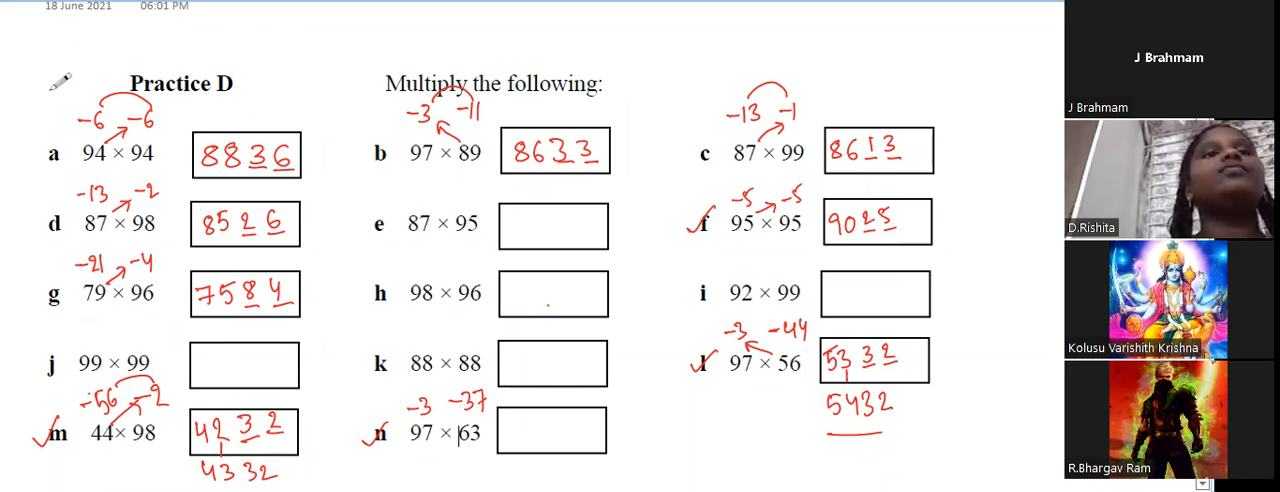 18 June 2021 06:01 PM
J Brahmam
J Brahmam
Practice D Multiply the following:
-6 -6
a 94 × 94 8836
-3 -11
b 97 × 89 8633
-13 -1
c 87 × 99 8613
-13 -2
d 87 × 98 8526
e 87 × 95
-5 -5
f 95 × 95 9025
D.Rishita
-21 -4
g 79 × 96 7584
h 98 × 96
i 92 × 99
j 99 × 99
k 88 × 88
-3 -44
l 97 × 56 5332
5432
Kolusu Varishith Krishna
-56 -2
m 44× 98 4232
4332
-3 -37
n 97 × 63
R.Bhargav Ram